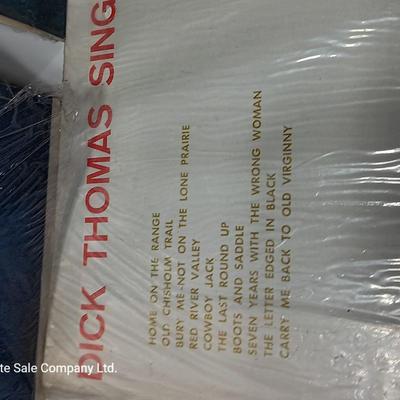 DICK THOMAS SING
HOME ON THE RANGE
OLD CHISHOLM TRAIL
BURY ME NOT ON THE LONE PRAIRIE
RED RIVER VALLEY
COWBOY JACK
THE LAST ROUND UP
BOOTS AND SADDLE
SEVEN YEARS WITH THE WRONG WOMAN
THE LETTER EDGED IN BLACK
CARRY ME BACK TO OLD VIRGINNY
te Sale Company Ltd.